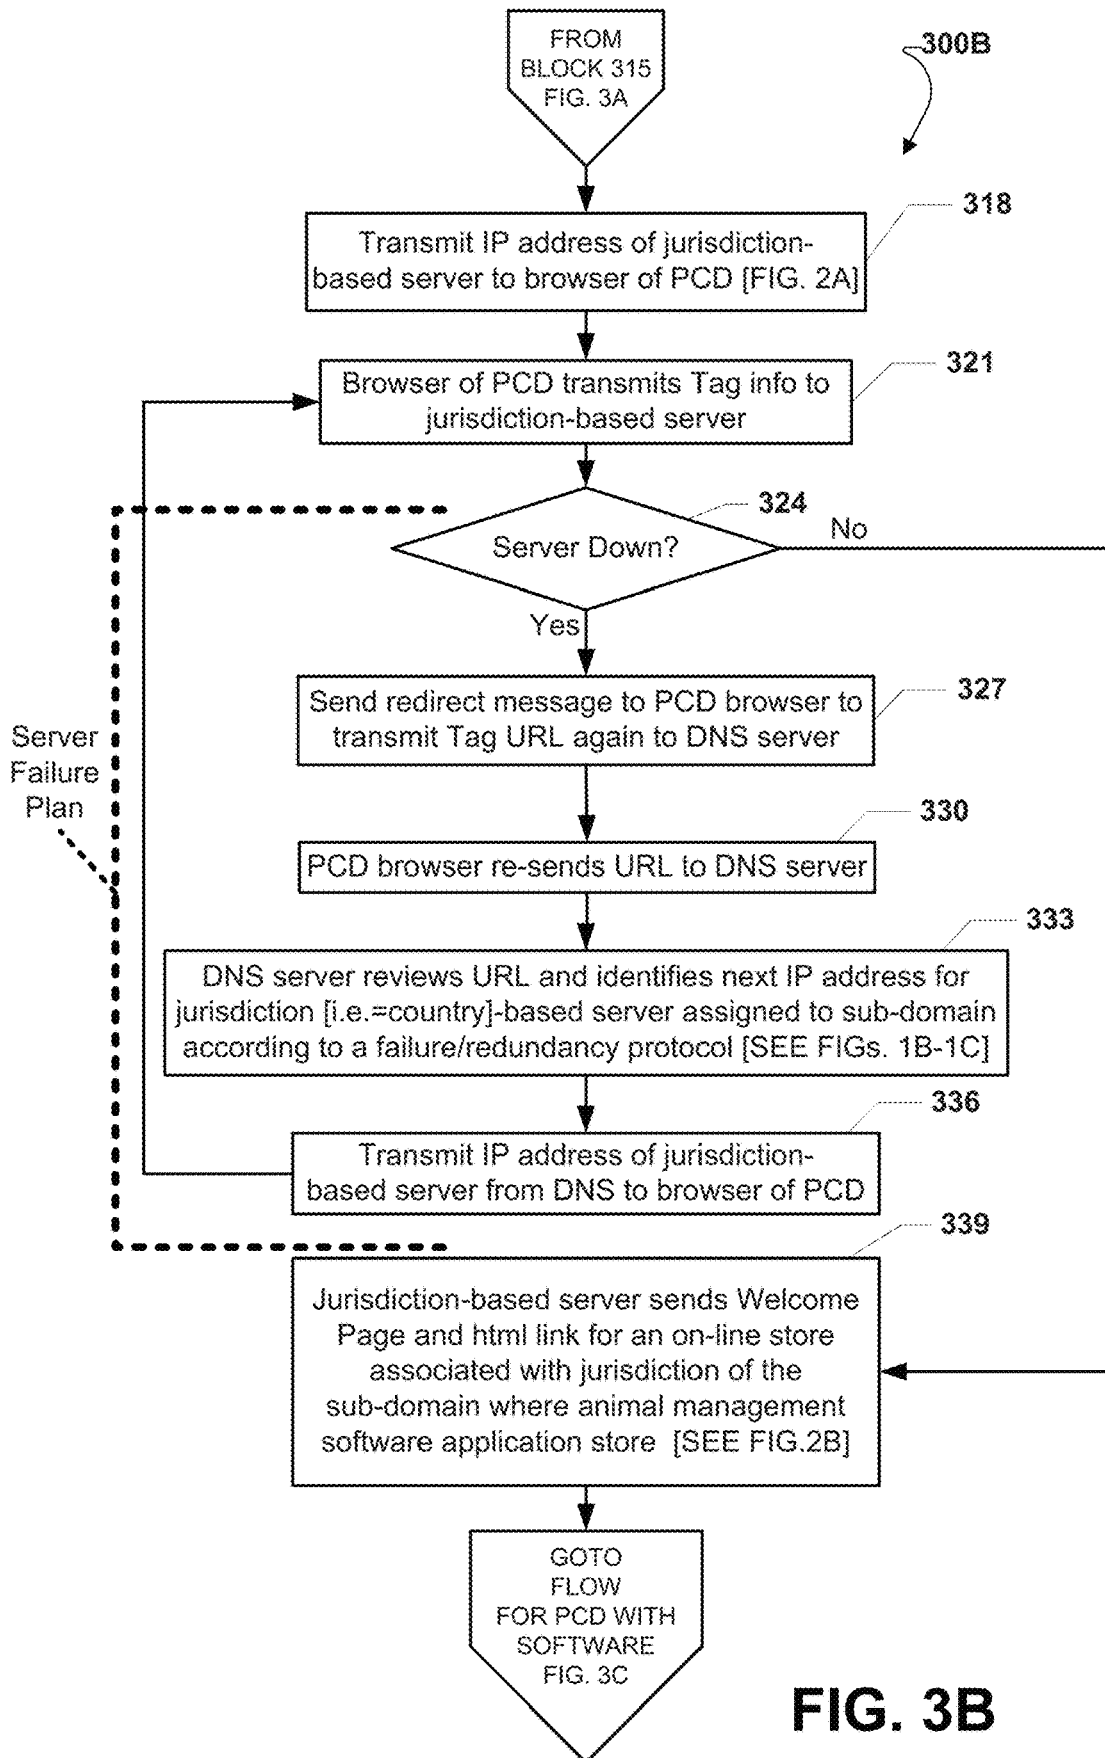 FROM
BLOCK 315
FIG. 3A
300B
318
Transmit IP address of jurisdiction-
based server to browser of PCD [FIG. 2A]
321
Browser of PCD transmits Tag info to
jurisdiction-based server
324
Server Down?
No
Yes
327
Send redirect message to PCD browser to
transmit Tag URL again to DNS server
Server
Failure
Plan
330
PCD browser re-sends URL to DNS server
333
DNS server reviews URL and identifies next IP address for
jurisdiction [i.e.=country]-based server assigned to sub-domain
according to a failure/redundancy protocol [SEE FIGs. 1B-1C]
336
Transmit IP address of jurisdiction-
based server from DNS to browser of PCD
339
Jurisdiction-based server sends Welcome
Page and html link for an on-line store
associated with jurisdiction of the
sub-domain where animal management
software application store [SEE FIG.2B]
GOTO
FLOW
FOR PCD WITH
SOFTWARE
FIG. 3C
FIG. 3B